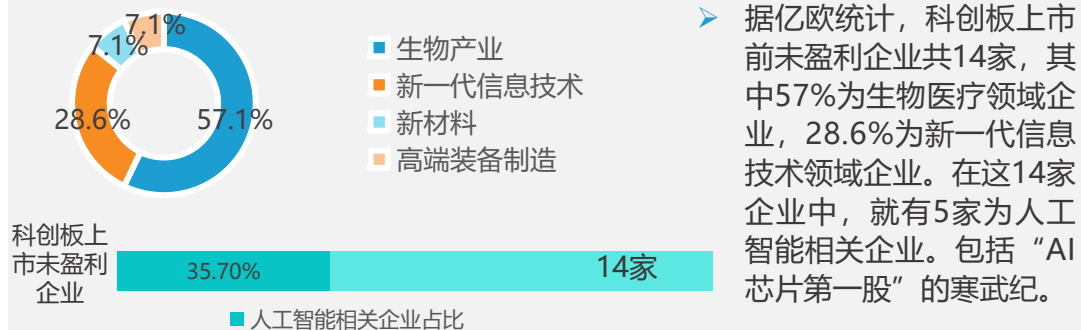 7.1%
7.1%
28.6%
57.1%
生物产业
新一代信息技术
新材料
高端装备制造
科创板上
市未盈利
企业
35.70%
14家
人工智能相关企业占比
据亿欧统计，科创板上市
前未盈利企业共14家，其
中57%为生物医疗领域企
业，28.6%为新一代信息
技术领域企业。在这14家
企业中，就有5家为人工
智能相关企业。包括“AI
芯片第一股”的寒武纪。